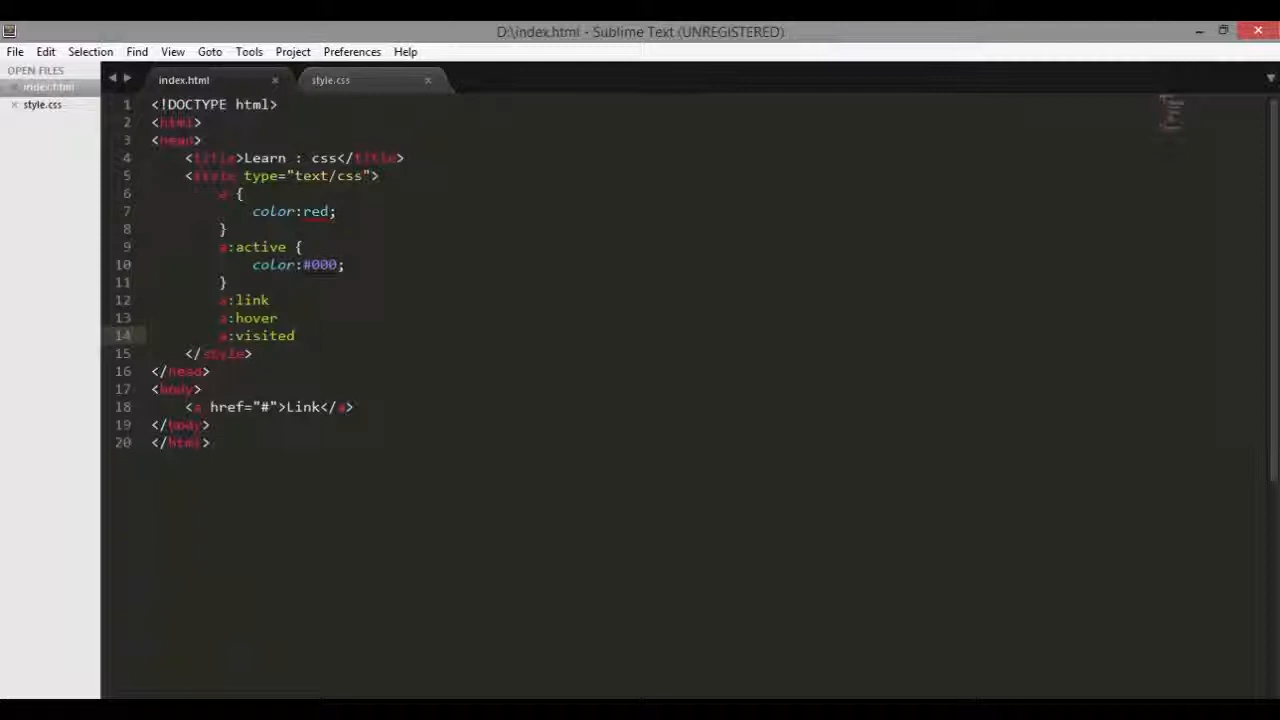 D:\index.html - Sublime Text (UNREGISTERED)
File Edit Selection Find View Goto Tools Project Preferences Help
OPEN FILES
index.html
style.css
index.html style.css
1 <!DOCTYPE html>
2 <html>
3 <head>
4 <title>Learn : css</title>
5 <style type="text/css">
6 a {
7 color:red;
8 }
9 a:active {
10 color:#000;
11 }
12 a:link
13 a:hover
14 a:visited
15 </style>
16 </head>
17 <body>
18 <a href="#">Link</a>
19 </body>
20 </html>